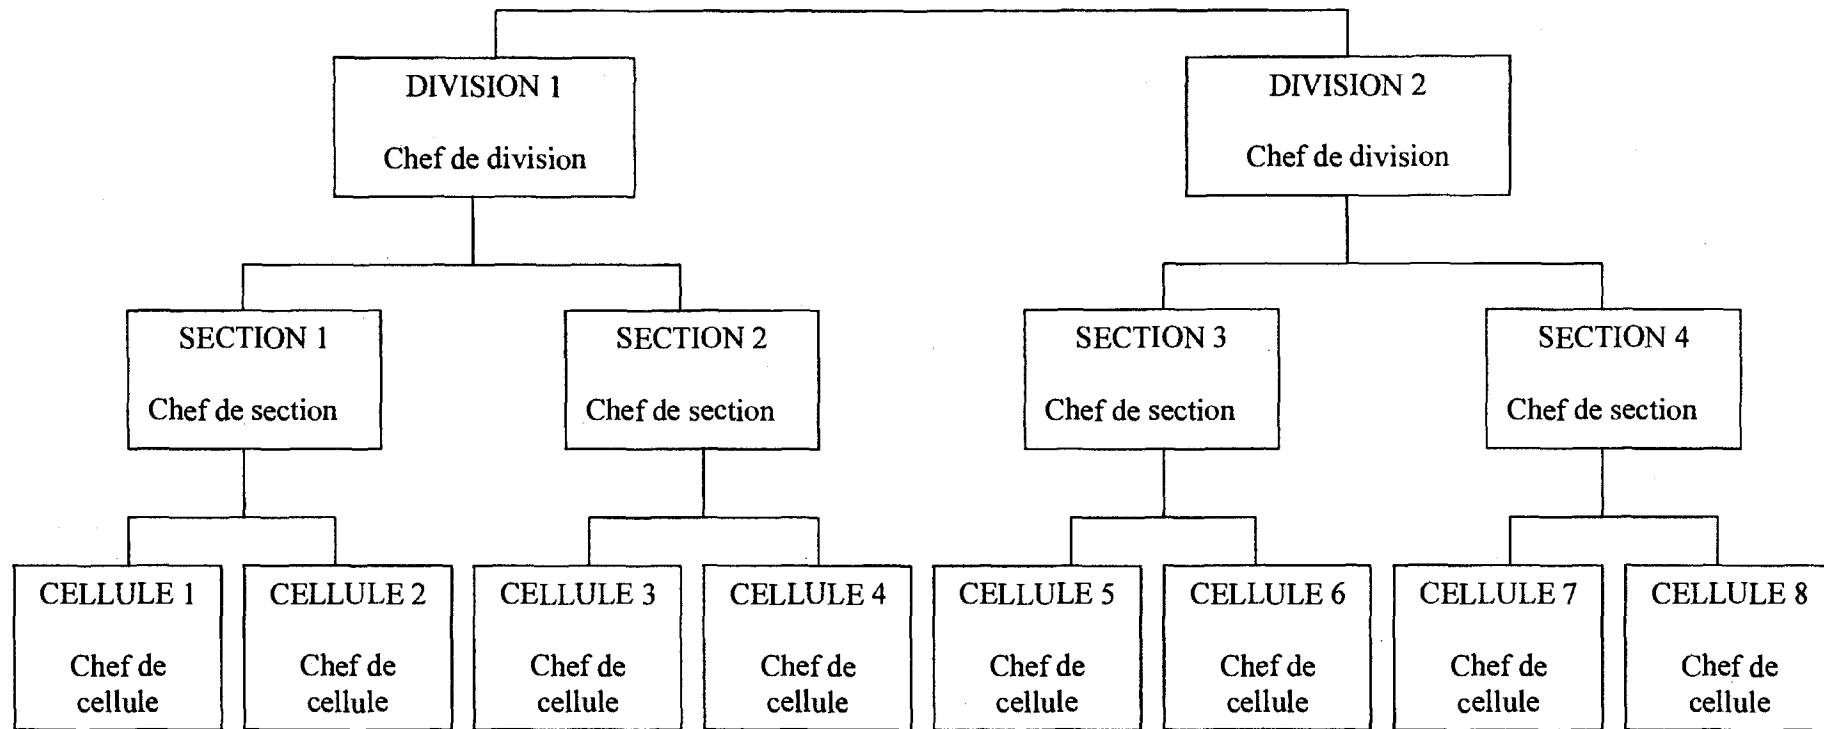 DIVISION 1
Chef de division
DIVISION 2
Chef de division
SECTION 1
Chef de section
SECTION 2
Chef de section
SECTION 3
Chef de section
SECTION 4
Chef de section
CELLULE 1
Chef de
cellule
CELLULE 2
Chef de
cellule
CELLULE 3
Chef de
cellule
CELLULE 4
Chef de
cellule
CELLULE 5
Chef de
cellule
CELLULE 6
Chef de
cellule
CELLULE 7
Chef de
cellule
CELLULE 8
Chef de
cellule